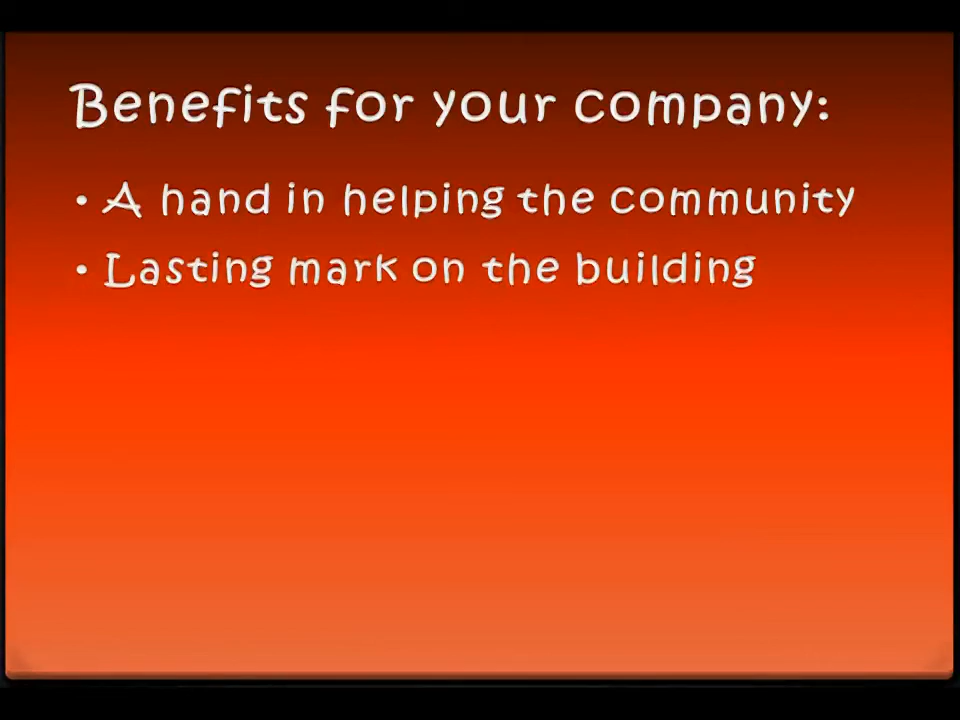 Benefits for your company:
• A hand in helping the community
• Lasting mark on the building